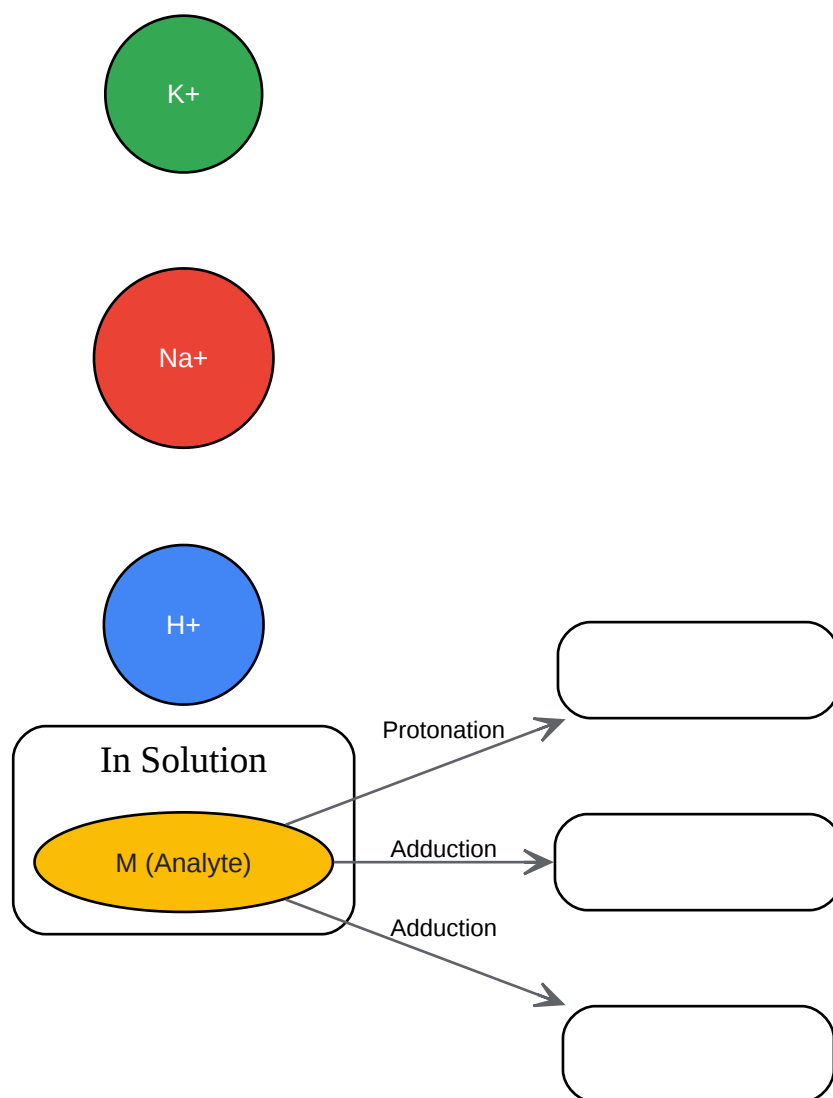 K+
Na+
H+
In Solution
M (Analyte)
Protonation
Adduction
Adduction